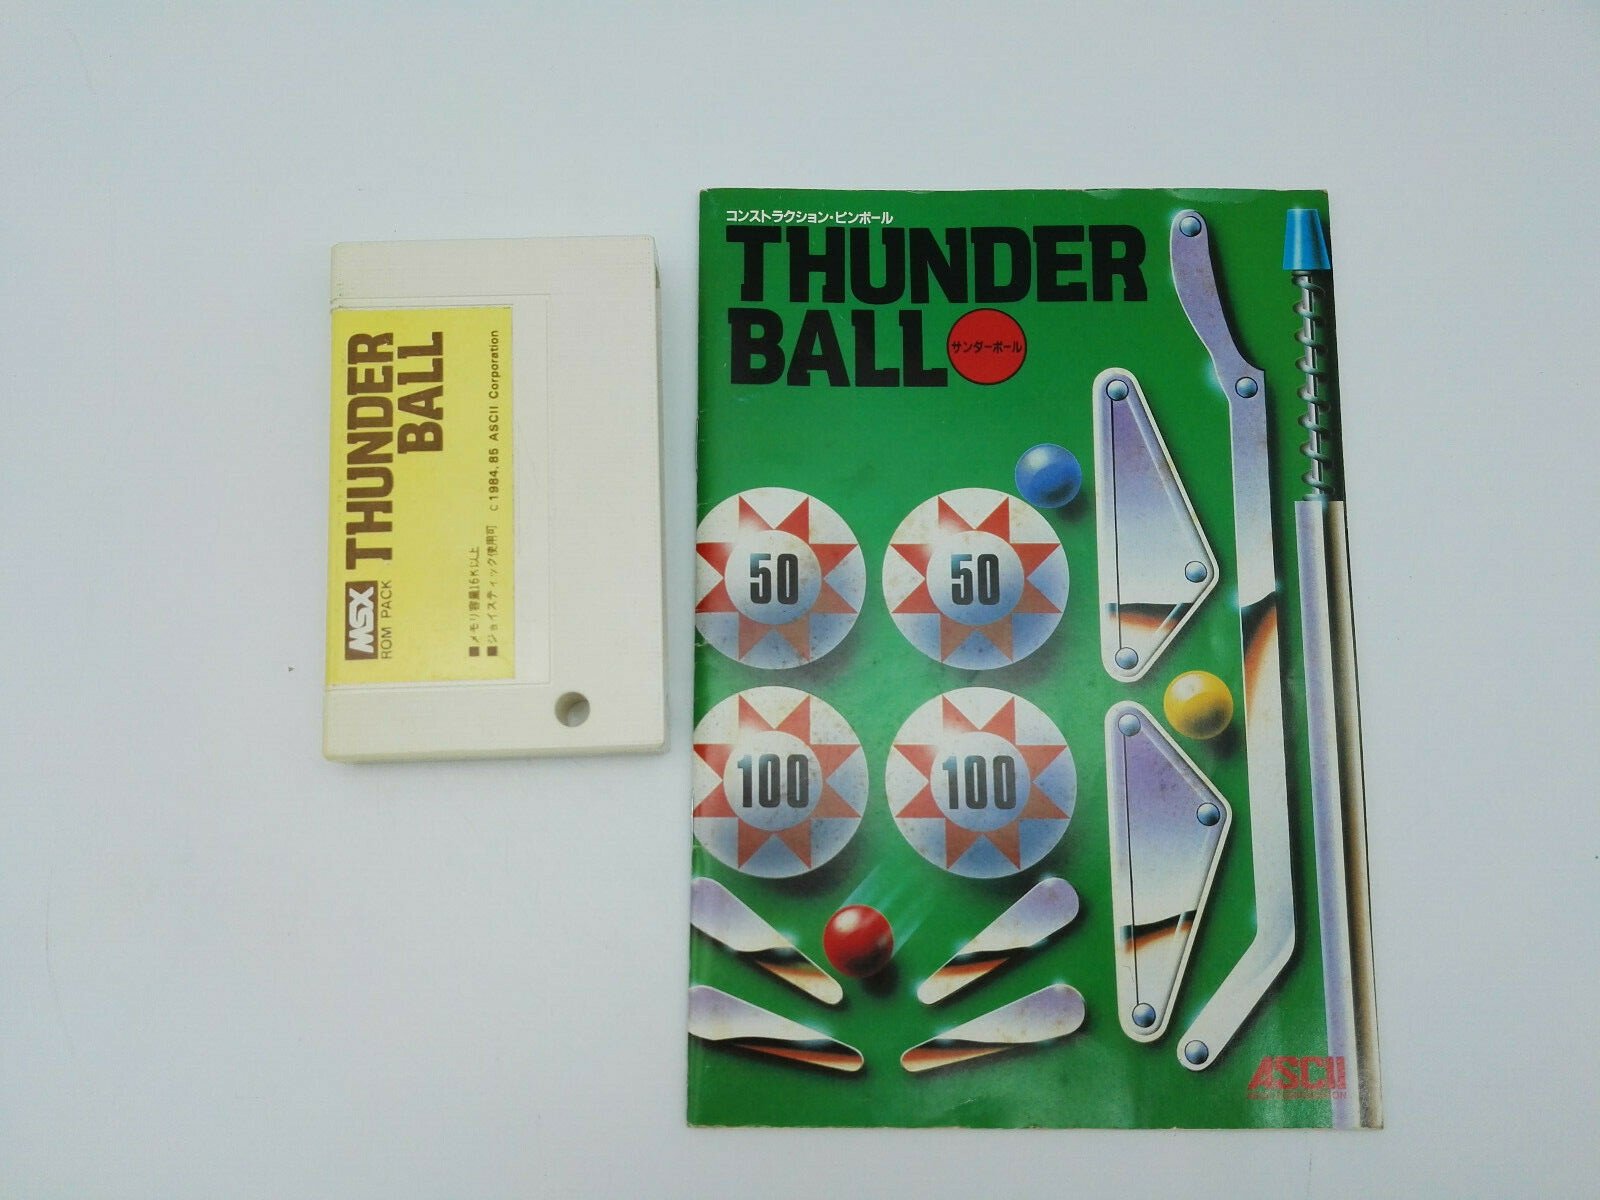 MSX THUNDER
BALL
ROM PACK
■メモリ容量16K以上
■ジョイスティック使用可 c 1984.85 ASCII Corporation
コンストラクション・ピンボール
THUNDER
BALL
サンダーボール
50
50
100
100
ASCII